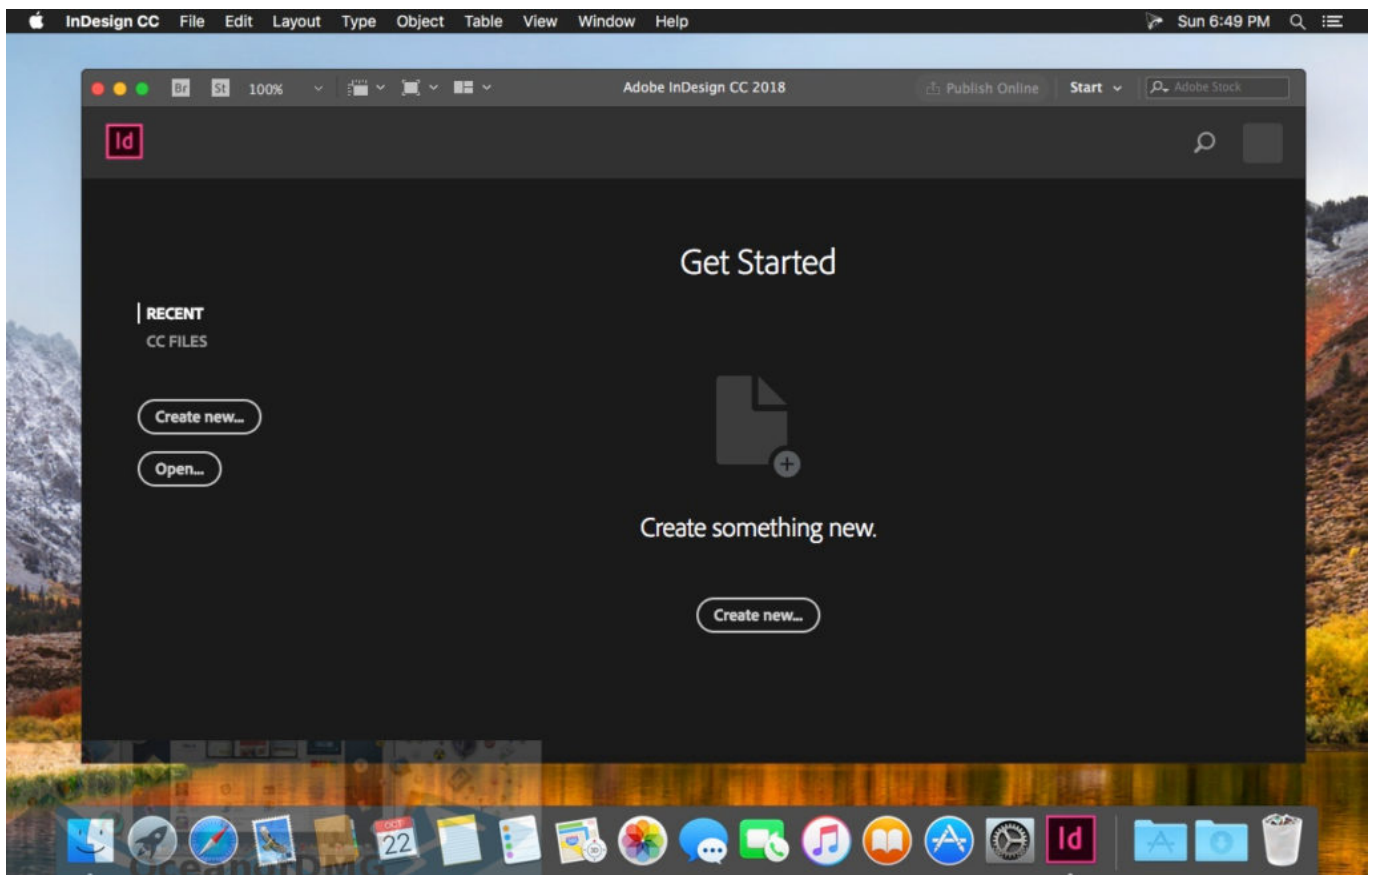 InDesign CC File Edit Layout Type Object Table View Window Help Sun 6:49 PM
Br St 100% Adobe InDesign CC 2018 Publish Online Start Adobe Stock
Id
Get Started
RECENT
CC FILES
Create new...
Open...
Create something new.
Create new...
OCT
22
3D
Id
OceanofDMG